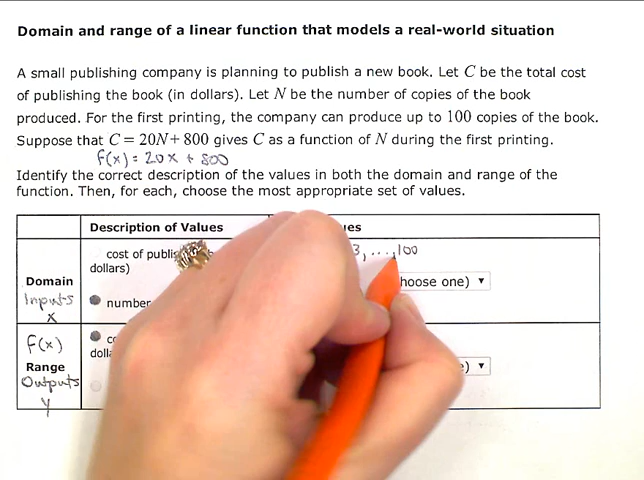 Domain and range of a linear function that models a real-world situation
A small publishing company is planning to publish a new book. Let C be the total cost
of publishing the book (in dollars). Let N be the number of copies of the book
produced. For the first printing, the company can produce up to 100 copies of the book.
Suppose that C = 20N + 800 gives C as a function of N during the first printing.
f(x) = 20x + 800
Identify the correct description of the values in both the domain and range of the
function. Then, for each, choose the most appropriate set of values.
Description of Values
cost of
3, ..., 100
dollars)
Domain
hoose one) ▼
Inputs
number
x
f(x)
Range
) ▼
Outputs
y